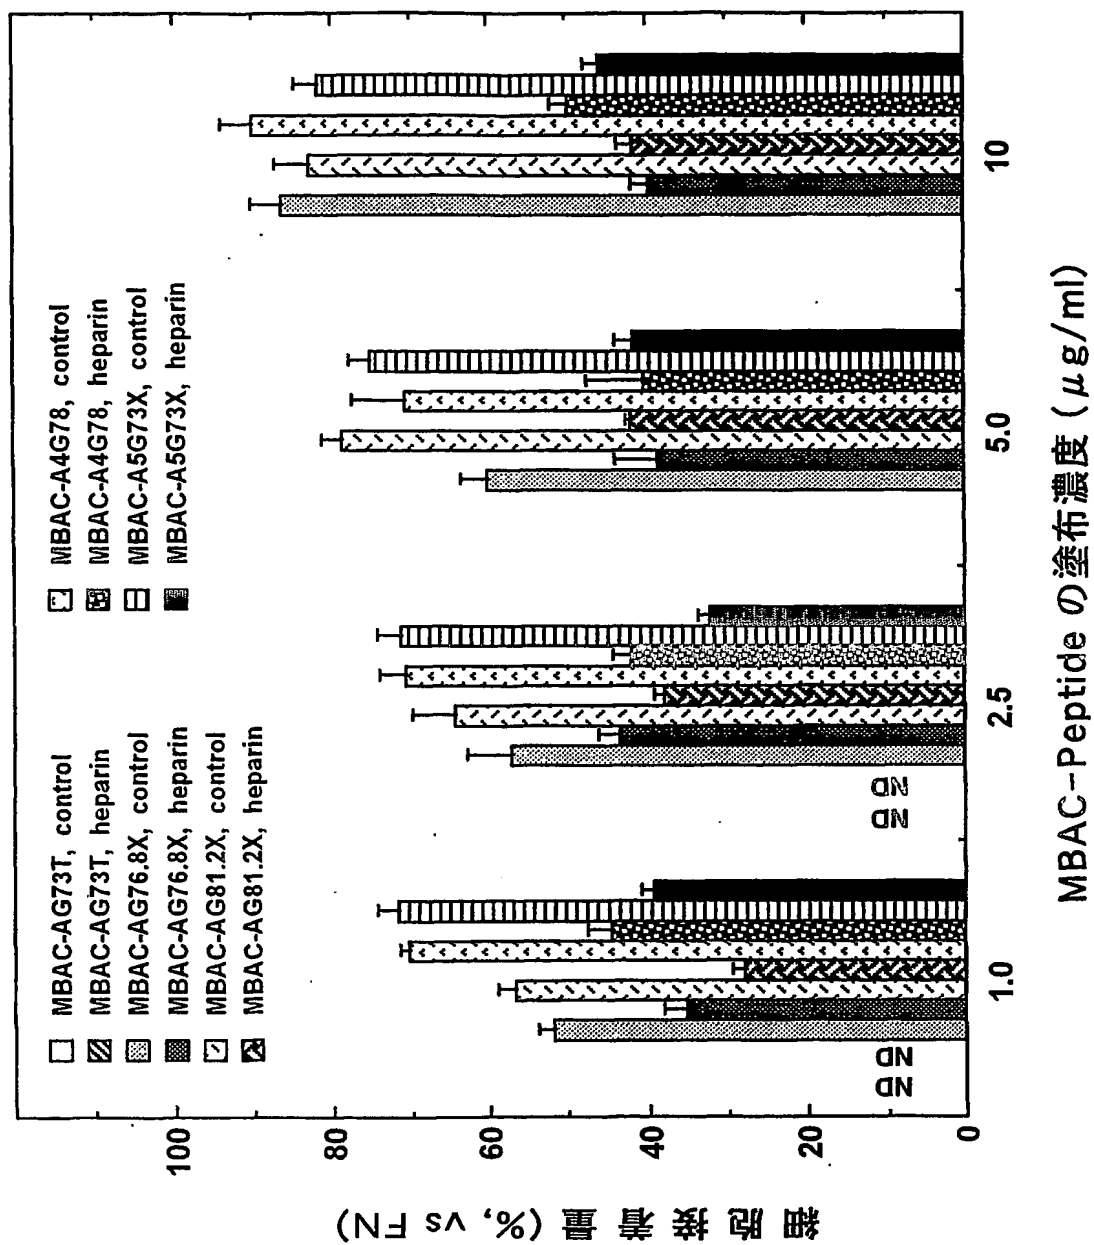 MBAC-AG73T, control
MBAC-AG73T, heparin
MBAC-AG76.8X, control
MBAC-AG76.8X, heparin
MBAC-AG81.2X, control
MBAC-AG81.2X, heparin
MBAC-A4G78, control
MBAC-A4G78, heparin
MBAC-A5G73X, control
MBAC-A5G73X, heparin
細胞接着量 (%, vs FN)
100
80
60
40
20
0
ND
ND
ND
ND
1.0
2.5
5.0
10
MBAC-Peptide の塗布濃度 (μg/ml)